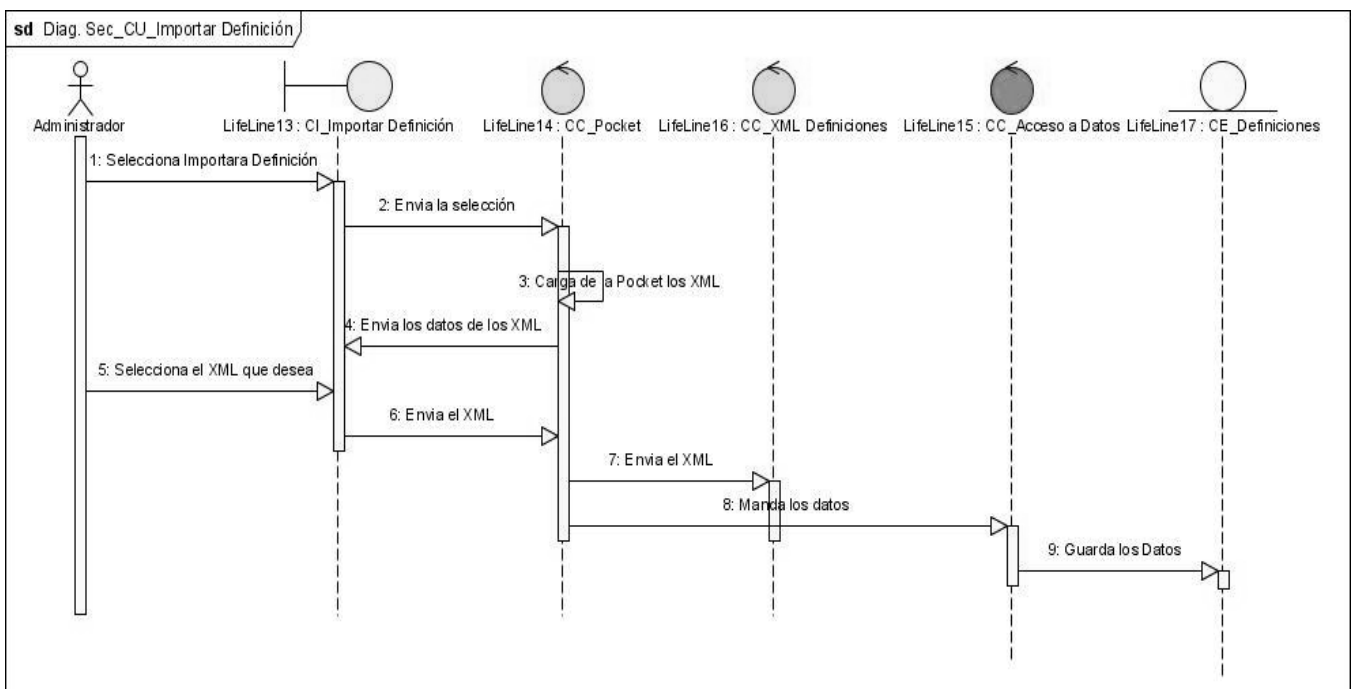 sd Diag. Sec_CU_Importar Definición
Administrador
LifeLine13 : CI_Importar Definición
LifeLine14 : CC_Pocket
LifeLine16 : CC_XML Definiciones
LifeLine15 : CC_Acceso a Datos
LifeLine17 : CE_Definiciones
1: Selecciona Importara Definición
2: Envia la selección
3: Carga de la Pocket los XML
4: Envia los datos de los XML
5: Selecciona el XML que desea
6: Envia el XML
7: Envia el XML
8: Manda los datos
9: Guarda los Datos